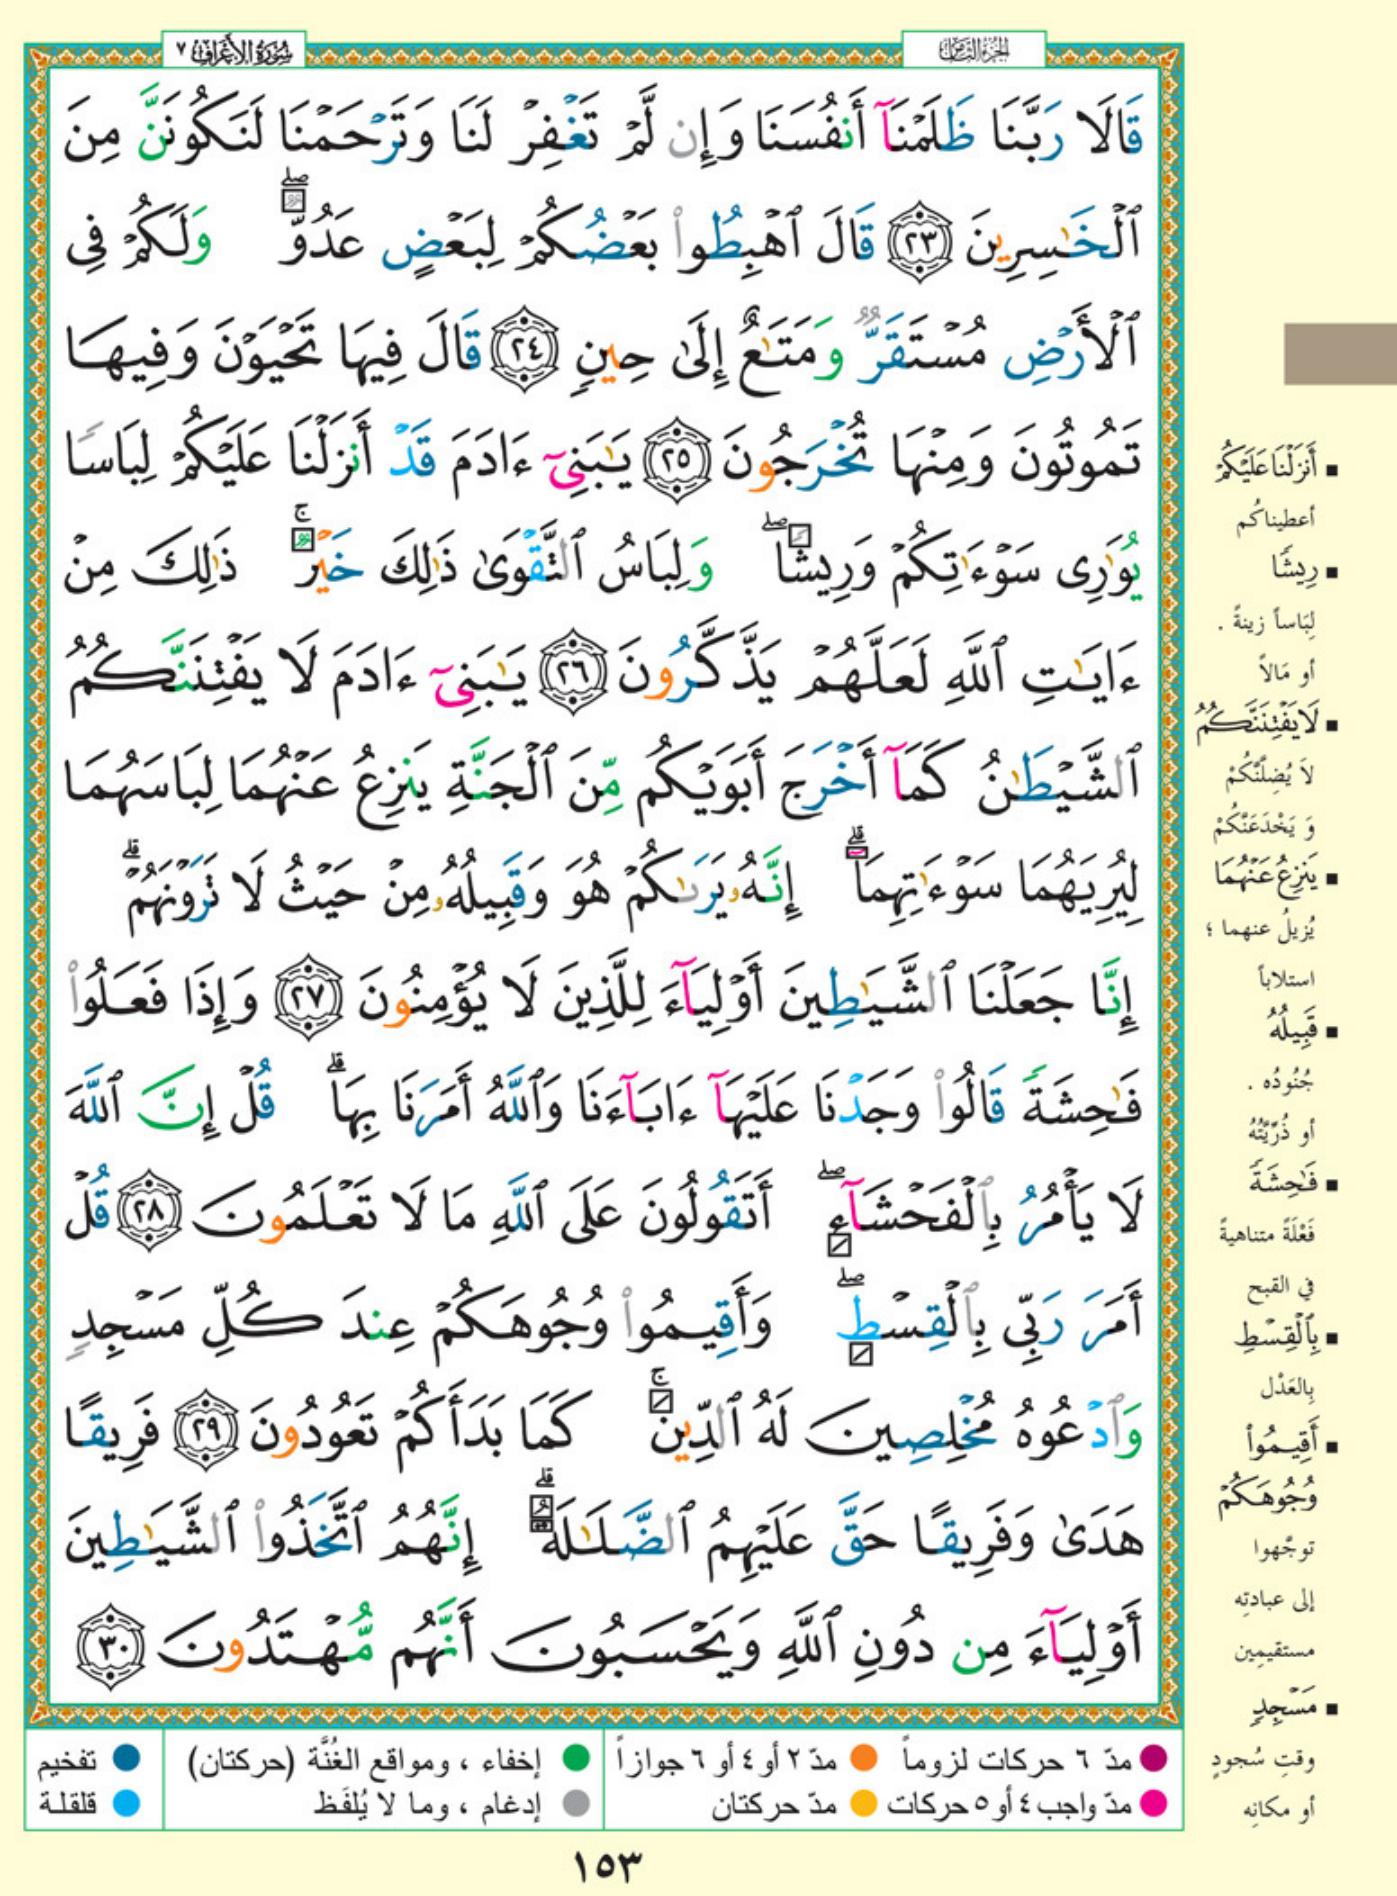 الجزء الثامن
سورة الأعراف ٧
قَالَا رَبَّنَا ظَلَمْنَآ أَنفُسَنَا وَإِن لَّمْ تَغْفِرْ لَنَا وَتَرْحَمْنَا لَنَكُونَنَّ مِنَ
ٱلْخَٰسِرِينَ ٢٣ قَالَ ٱهْبِطُوا۟ بَعْضُكُمْ لِبَعْضٍ عَدُوٌّ ۖ وَلَكُمْ فِى
ٱلْأَرْضِ مُسْتَقَرٌّ وَمَتَٰعٌ إِلَىٰ حِينٍ ٢٤ قَالَ فِيهَا تَحْيَوْنَ وَفِيهَا
تَمُوتُونَ وَمِنْهَا تُخْرَجُونَ ٢٥ يَٰبَنِىٓ ءَادَمَ قَدْ أَنزَلْنَا عَلَيْكُمْ لِبَاسًا
يُوَٰرِى سَوْءَٰتِكُمْ وَرِيشًا ۖ وَلِبَاسُ ٱلتَّقْوَىٰ ذَٰلِكَ خَيْرٌ ۚ ذَٰلِكَ مِنْ
ءَايَٰتِ ٱللَّهِ لَعَلَّهُمْ يَذَّكَّرُونَ ٢٦ يَٰبَنِىٓ ءَادَمَ لَا يَفْتِنَنَّكُمُ
ٱلشَّيْطَٰنُ كَمَآ أَخْرَجَ أَبَوَيْكُم مِّنَ ٱلْجَنَّةِ يَنزِعُ عَنْهُمَا لِبَاسَهُمَا
لِيُرِيَهُمَا سَوْءَٰتِهِمَآ ۗ إِنَّهُۥ يَرَىٰكُمْ هُوَ وَقَبِيلُهُۥ مِنْ حَيْثُ لَا تَرَوْنَهُمْ ۗ
إِنَّا جَعَلْنَا ٱلشَّيَٰطِينَ أَوْلِيَآءَ لِلَّذِينَ لَا يُؤْمِنُونَ ٢٧ وَإِذَا فَعَلُوا۟
فَٰحِشَةً قَالُوا۟ وَجَدْنَا عَلَيْهَآ ءَابَآءَنَا وَٱللَّهُ أَمَرَنَا بِهَا ۗ قُلْ إِنَّ ٱللَّهَ
لَا يَأْمُرُ بِٱلْفَحْشَآءِ ۖ أَتَقُولُونَ عَلَى ٱللَّهِ مَا لَا تَعْلَمُونَ ٢٨ قُلْ
أَمَرَ رَبِّى بِٱلْقِسْطِ ۖ وَأَقِيمُوا۟ وُجُوهَكُمْ عِندَ كُلِّ مَسْجِدٍ
وَٱدْعُوهُ مُخْلِصِينَ لَهُ ٱلدِّينَ ۚ كَمَا بَدَأَكُمْ تَعُودُونَ ٢٩ فَرِيقًا
هَدَىٰ وَفَرِيقًا حَقَّ عَلَيْهِمُ ٱلضَّلَٰلَةُ ۗ إِنَّهُمُ ٱتَّخَذُوا۟ ٱلشَّيَٰطِينَ
أَوْلِيَآءَ مِن دُونِ ٱللَّهِ وَيَحْسَبُونَ أَنَّهُم مُّهْتَدُونَ ٣٠
أَنزَلْنَا عَلَيْكُمْ
أعطيناكُم
رِيشًا
لِبَاساً زينةً .
أو مَالاً
لَا يَفْتِنَنَّكُمُ
لاَ يُضِلَّنَّكُمْ
وَ يَخْدَعَنَّكُمْ
يَنزِعُ عَنْهُمَا
يُزيلُ عنهما ؛
استلاباً
قَبِيلُهُ
جُنُودُه .
أو ذُرِّيَّتُهُ
فَٰحِشَةً
فَعْلَةً متناهيةً
في القبح
بِٱلْقِسْطِ
بِالعَدْل
أَقِيمُوا۟
وُجُوهَكُمْ
توجَّهوا
إلى عبادتِه
مستقيمين
مَسْجِدٍ
وقتِ سُجودٍ
أو مكانِه
مدّ ٦ حركات لزوماً
مدّ ٢ أو ٤ أو ٦ جوازاً
إخفاء ، ومواقع الغُنَّة (حركتان)
تفخيم
مدّ واجب ٤ أو ٥ حركات
مدّ حركتان
إدغام ، وما لا يُلفَظ
قلقلة
١٥٣